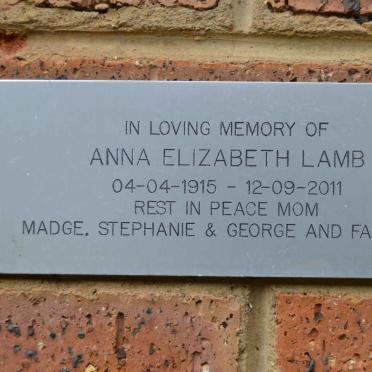 IN LOVING MEMORY OF
ANNA ELIZABETH LAMB
04-04-1915 - 12-09-2011
REST IN PEACE MOM
MADGE, STEPHANIE & GEORGE AND